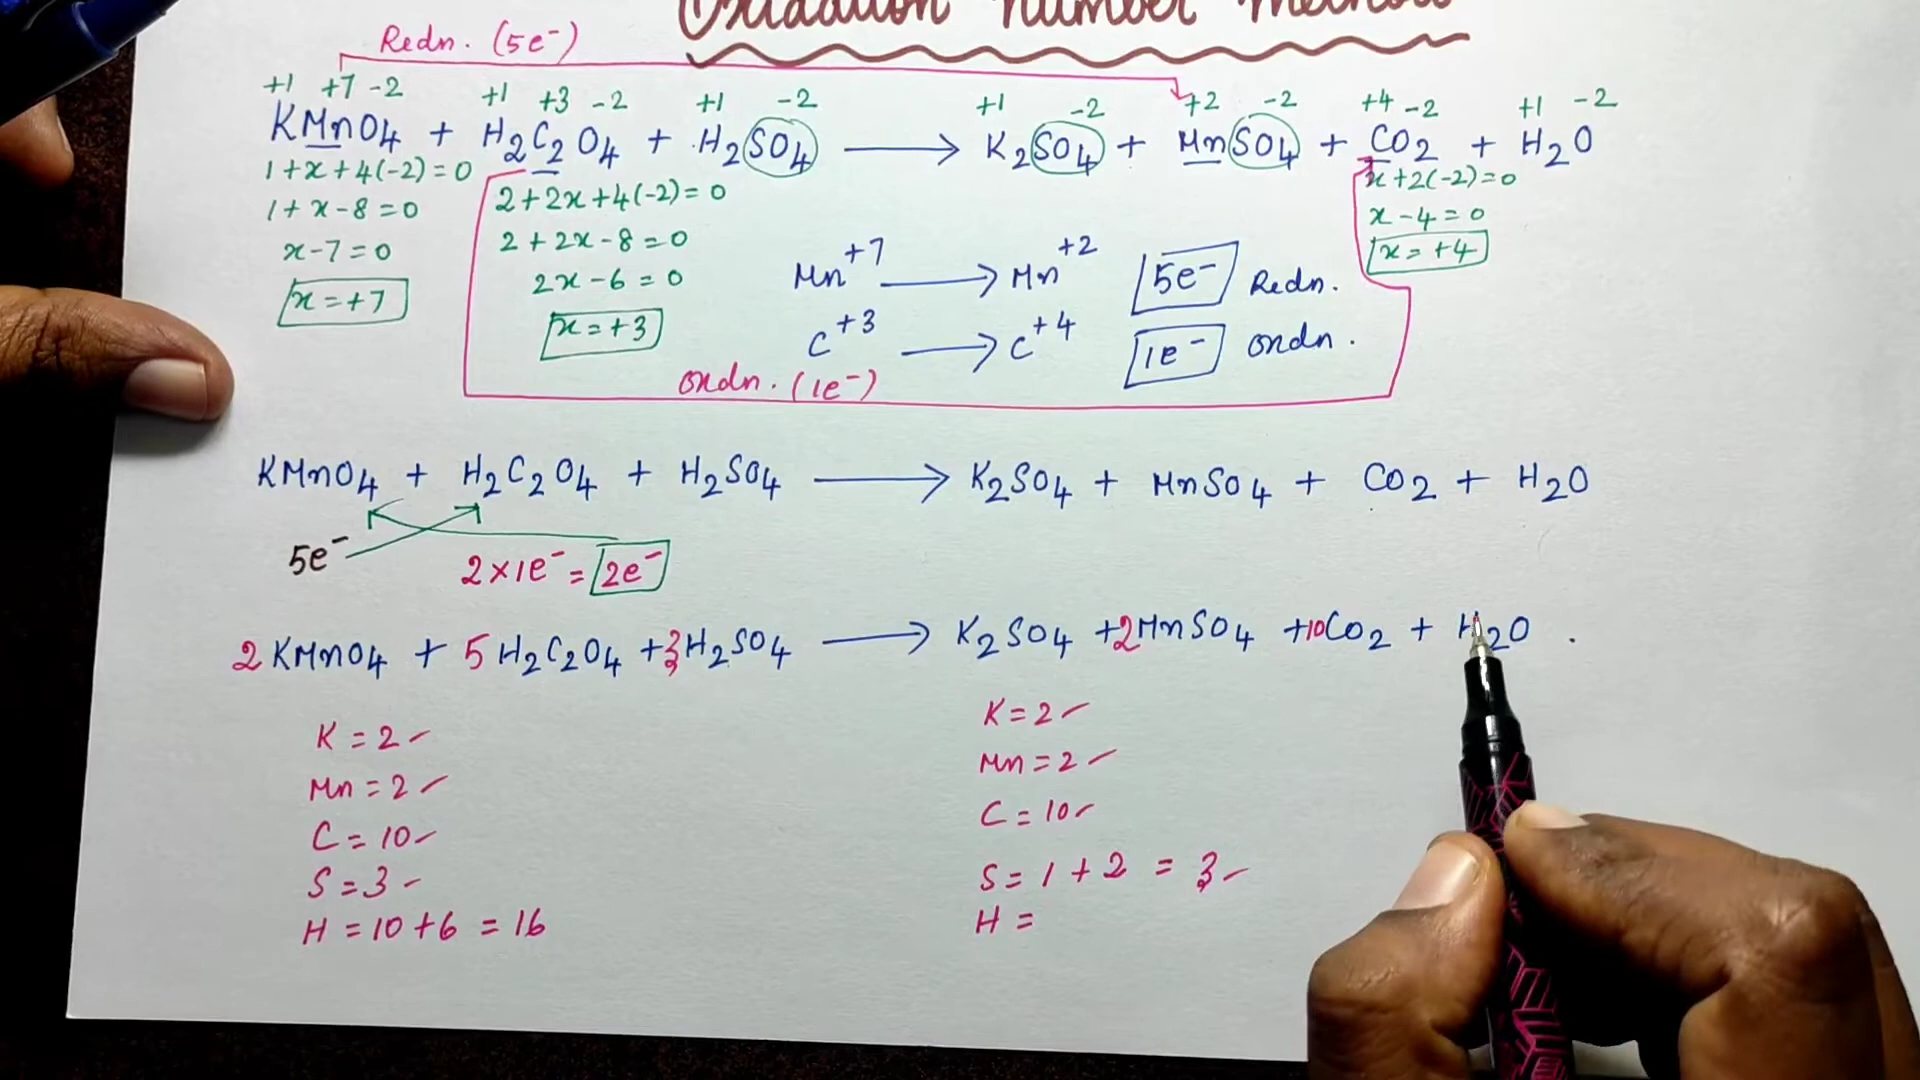 Oxidation Number Method
Redn. (5e⁻)
+1 +7 -2 +1 +3 -2 +1 -2 +1 -2 +2 -2 +4 -2 +1 -2
KMnO₄ + H₂C₂O₄ + H₂SO₄ ⟶ K₂SO₄ + MnSO₄ + CO₂ + H₂O
1+x+4(-2)=0
1+x-8=0
x-7=0
x=+7
2+2x+4(-2)=0
2+2x-8=0
2x-6=0
x=+3
x+2(-2)=0
x-4=0
x=+4
Mn⁺⁷ ⟶ Mn⁺² 5e⁻ Redn.
C⁺³ ⟶ C⁺⁴ 1e⁻ Oxdn.
Oxdn. (1e⁻)
KMnO₄ + H₂C₂O₄ + H₂SO₄ ⟶ K₂SO₄ + MnSO₄ + CO₂ + H₂O
5e⁻ 2×1e⁻ = 2e⁻
2KMnO₄ + 5H₂C₂O₄ + 3H₂SO₄ ⟶ K₂SO₄ + 2MnSO₄ + 10CO₂ + H₂O .
K = 2
Mn = 2
C = 10
S = 3
H = 10+6 = 16
K = 2
Mn = 2
C = 10
S = 1+2 = 3
H =